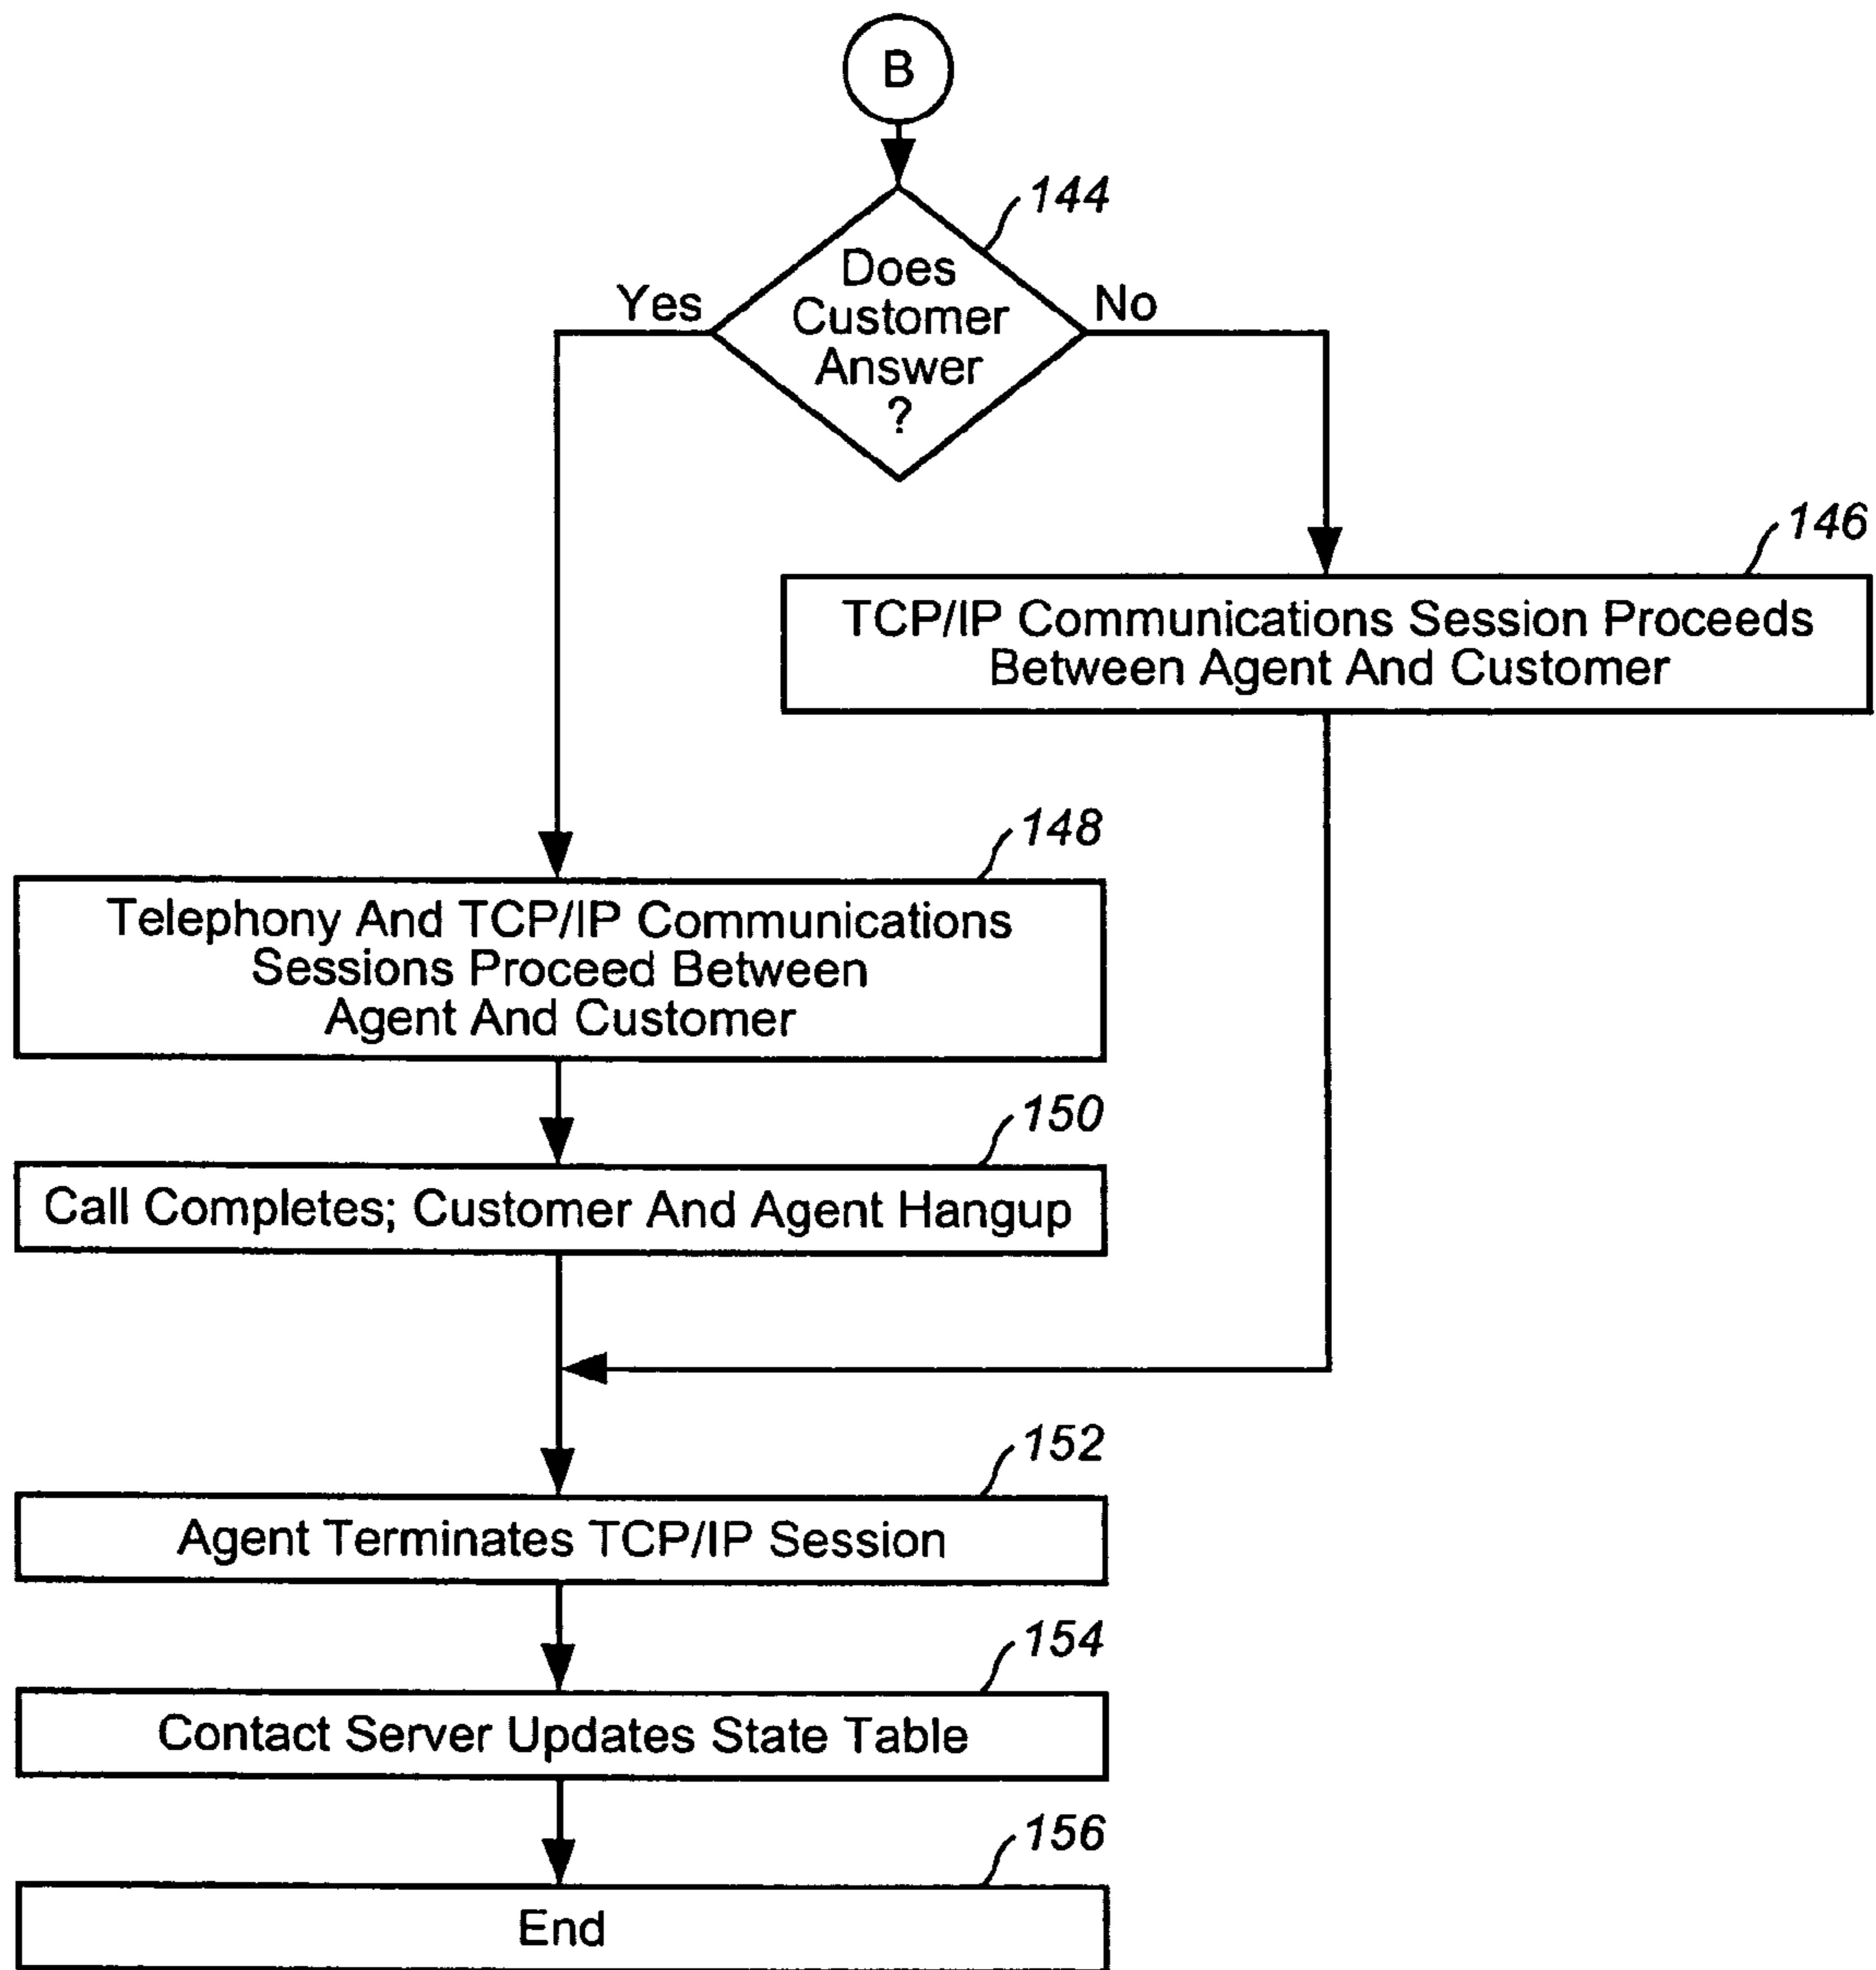 B
144
Does
Customer
Answer
?
Yes
No
146
TCP/IP Communications Session Proceeds
Between Agent And Customer
148
Telephony And TCP/IP Communications
Sessions Proceed Between
Agent And Customer
150
Call Completes; Customer And Agent Hangup
152
Agent Terminates TCP/IP Session
154
Contact Server Updates State Table
156
End